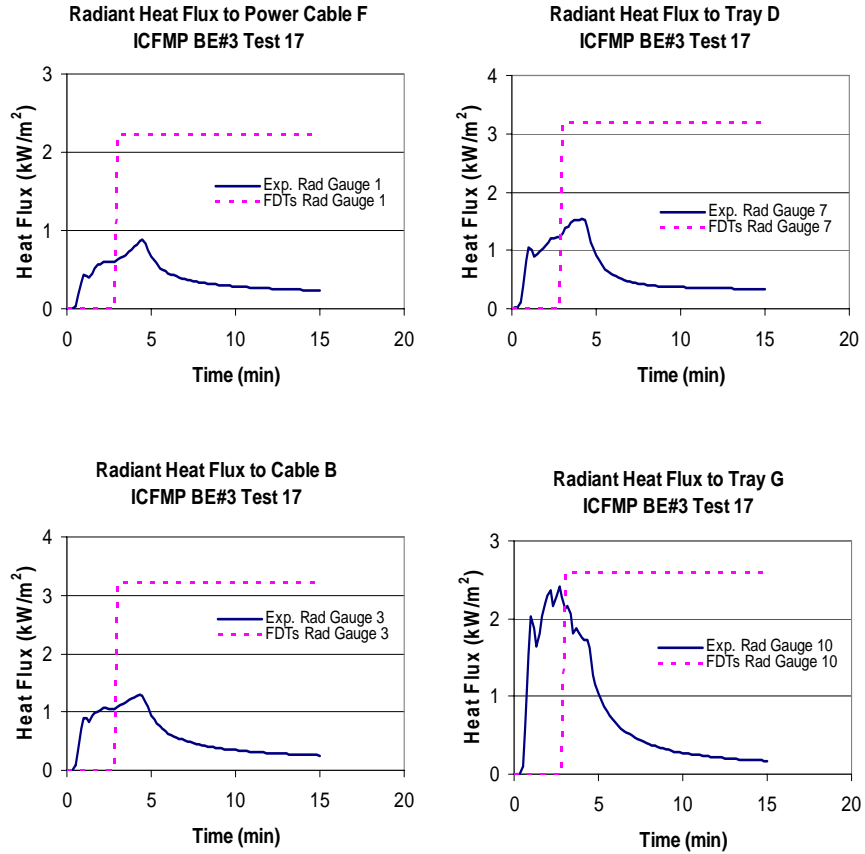 Radiant Heat Flux to Power Cable F
ICFMP BE#3 Test 17
3
2
1
0
Heat Flux (kW/m²)
Exp. Rad Gauge 1
FDTs Rad Gauge 1
0 5 10 15 20
Time (min)
Radiant Heat Flux to Tray D
ICFMP BE#3 Test 17
4
3
2
1
0
Heat Flux (kW/m²)
Exp. Rad Gauge 7
FDTs Rad Gauge 7
0 5 10 15 20
Time (min)
Radiant Heat Flux to Cable B
ICFMP BE#3 Test 17
4
3
2
1
0
Heat Flux (kW/m²)
Exp. Rad Gauge 3
FDTs Rad Gauge 3
0 5 10 15 20
Time (min)
Radiant Heat Flux to Tray G
ICFMP BE#3 Test 17
3
2
1
0
Heat Flux (kW/m²)
Exp. Rad Gauge 10
FDTs Rad Gauge 10
0 5 10 15 20
Time (min)